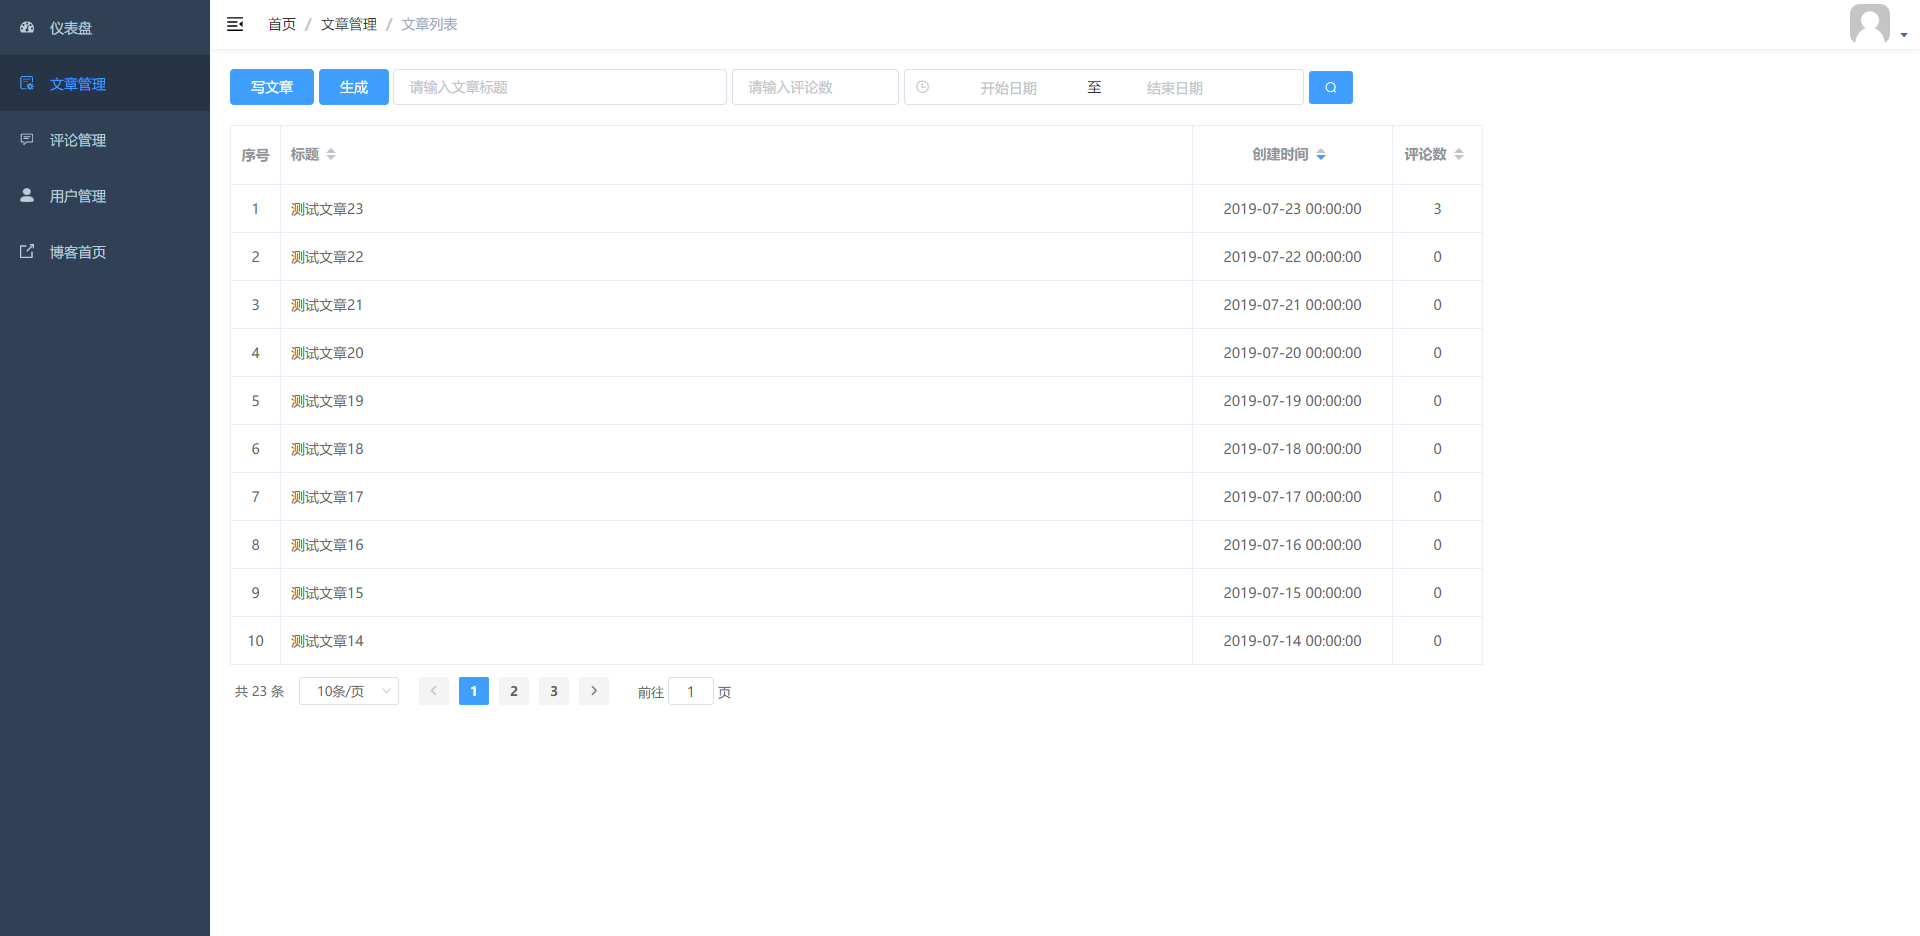 仪表盘
文章管理
评论管理
用户管理
博客首页
首页 / 文章管理 / 文章列表
写文章 生成 请输入文章标题 请输入评论数 开始日期 至 结束日期
序号 标题 创建时间 评论数
1 测试文章23 2019-07-23 00:00:00 3
2 测试文章22 2019-07-22 00:00:00 0
3 测试文章21 2019-07-21 00:00:00 0
4 测试文章20 2019-07-20 00:00:00 0
5 测试文章19 2019-07-19 00:00:00 0
6 测试文章18 2019-07-18 00:00:00 0
7 测试文章17 2019-07-17 00:00:00 0
8 测试文章16 2019-07-16 00:00:00 0
9 测试文章15 2019-07-15 00:00:00 0
10 测试文章14 2019-07-14 00:00:00 0
共 23 条 10条/页 1 2 3 前往 1 页